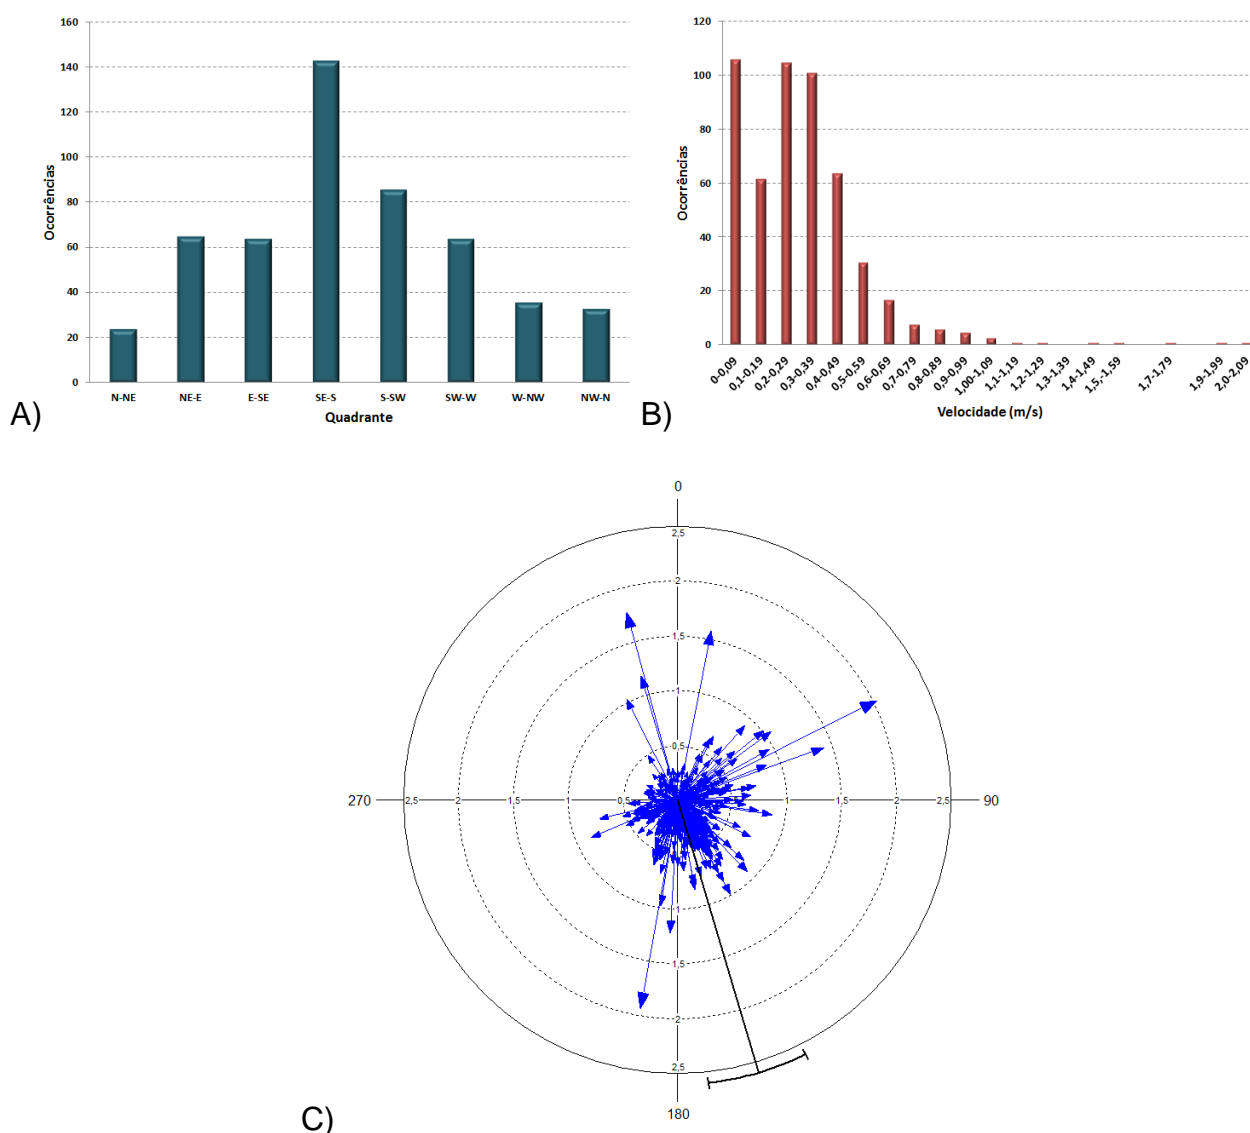 160
140
120
100
80
60
40
20
0
Ocorrências
N-NE NE-E E-SE SE-S S-SW SW-W W-NW NW-N
Quadrante
A)
120
100
80
60
40
20
0
Ocorrências
0-0,09 0,1-0,19 0,2-0,29 0,3-0,39 0,4-0,49 0,5-0,59 0,6-0,69 0,7-0,79 0,8-0,89 0,9-0,99 1,00-1,09 1,1-1,19 1,2-1,29 1,3-1,39 1,4-1,49 1,5,-1,59 1,7-1,79 1,9-1,99 2,0-2,09
Velocidade (m/s)
B)
0
2,5
2
1,5
1
0,5
270 2,5 2 1,5 1 0,5 1 1,5 2 2,5 90
1
1,5
2
2,5
180
C)